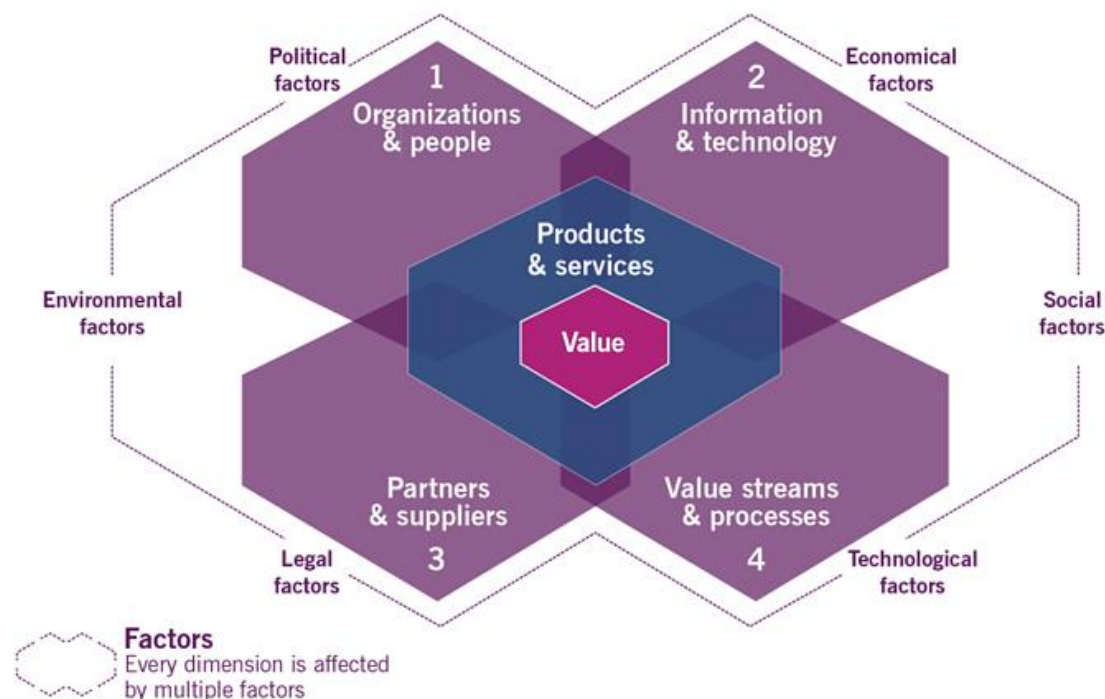 Political
factors
1
Organizations
& people
2
Information
& technology
Economical
factors
Products
& services
Environmental
factors
Value
Social
factors
Partners
& suppliers
3
Value streams
& processes
4
Legal
factors
Technological
factors
Factors
Every dimension is affected
by multiple factors